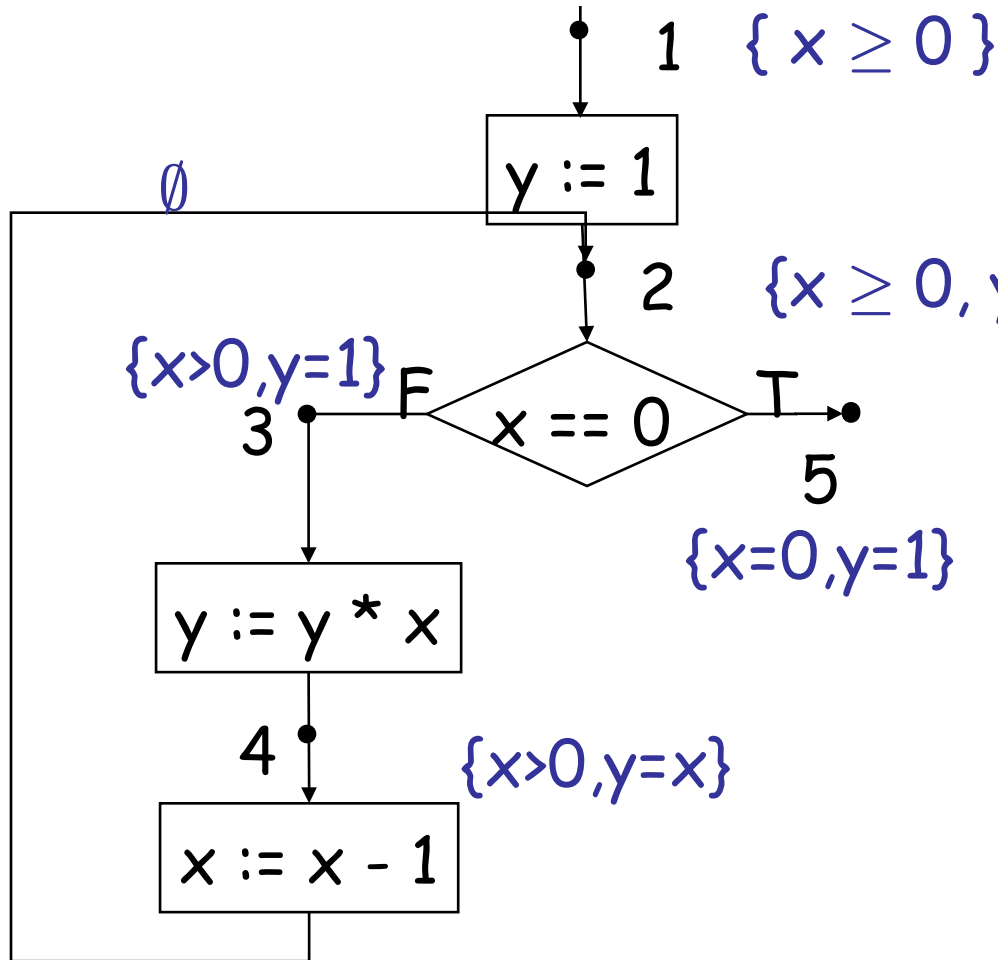 1 { x ≥ 0 }
y := 1
∅
2 {x ≥ 0, y
{x>0,y=1} F T
3 x == 0
5
{x=0,y=1}
y := y * x
4 {x>0,y=x}
x := x - 1